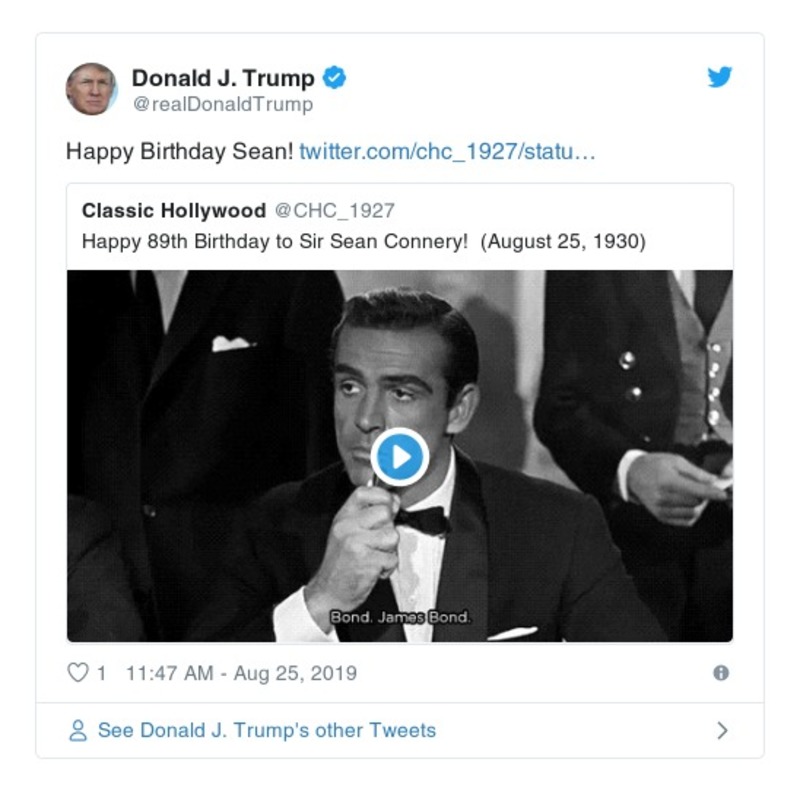 Donald J. Trump
@realDonaldTrump
Happy Birthday Sean! twitter.com/chc_1927/statu…
Classic Hollywood @CHC_1927
Happy 89th Birthday to Sir Sean Connery! (August 25, 1930)
Bond. James Bond.
1 11:47 AM - Aug 25, 2019
See Donald J. Trump's other Tweets